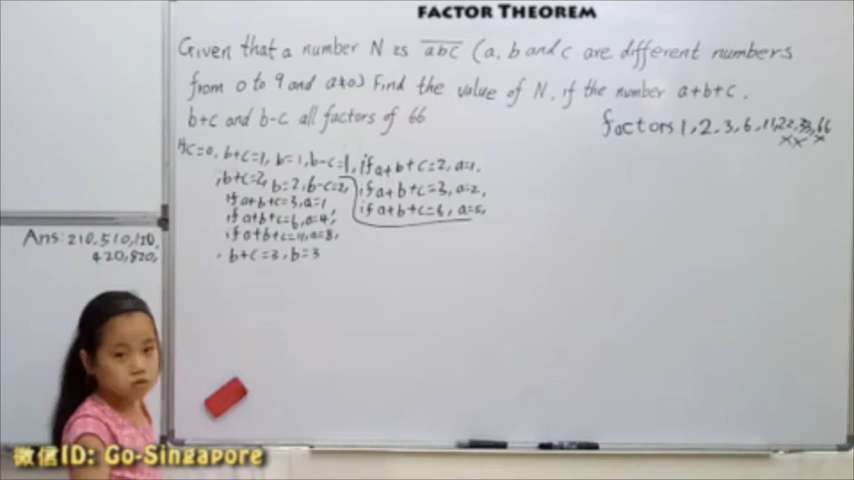 FACTOR THEOREM
Given that a number N is abc (a, b and c are different numbers
from 0 to 9 and a≠0) Find the value of N, if the number a+b+c.
b+c and b-c all factors of 66
factors 1, 2, 3, 6, 11, 22, 33, 66
If C=0, b+c=1, b=1, b-c=1, if a+b+c=2, a=1.
, b+c=2, b=2, b-c=2, if a+b+c=3, a=2,
if a+b+c=3, a=1 if a+b+c=6, a=5,
if a+b+c=6, a=4,
if a+b+c=11, a=8,
. b+c=3, b=3
Ans: 210, 510, 120,
420, 820,
微信ID: Go-Singapore